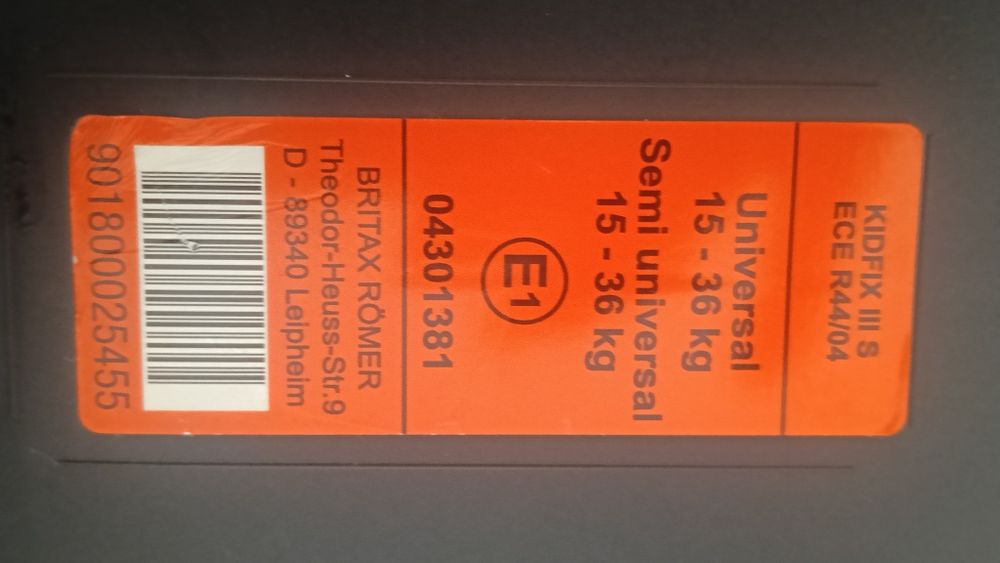 KIDFIX III S
ECE R44/04
Universal
15 - 36 kg
Semi universal
15 - 36 kg
E1
04301381
BRITAX RÖMER
Theodor-Heuss-Str.9
D - 89340 Leipheim
9018000025455